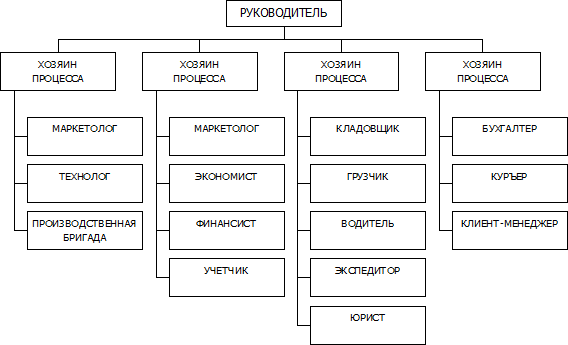 РУКОВОДИТЕЛЬ
ХОЗЯИН
ПРОЦЕССА
ХОЗЯИН
ПРОЦЕССА
ХОЗЯИН
ПРОЦЕССА
ХОЗЯИН
ПРОЦЕССА
МАРКЕТОЛОГ
ТЕХНОЛОГ
ПРОИЗВОДСТВЕННАЯ
БРИГАДА
МАРКЕТОЛОГ
ЭКОНОМИСТ
ФИНАНСИСТ
УЧЕТЧИК
КЛАДОВЩИК
ГРУЗЧИК
ВОДИТЕЛЬ
ЭКСПЕДИТОР
ЮРИСТ
БУХГАЛТЕР
КУРЪЕР
КЛИЕНТ-МЕНЕДЖЕР